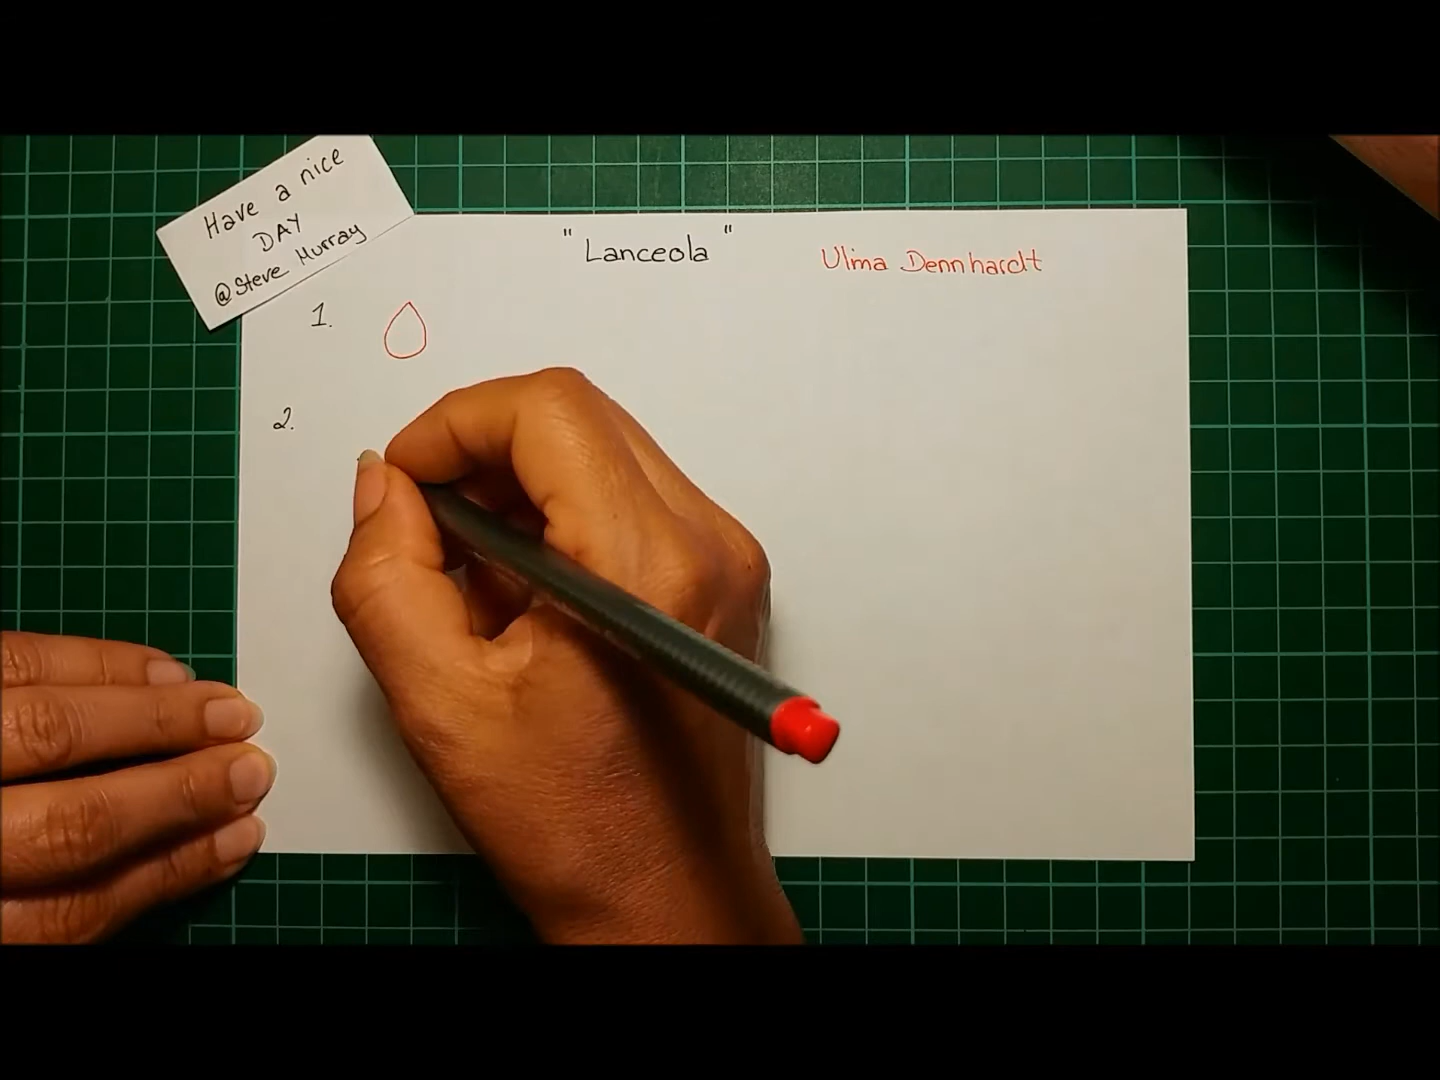 Have a nice
DAY
@Steve Murray
"Lanceola"
Ulma Dennhardt
1.
2.